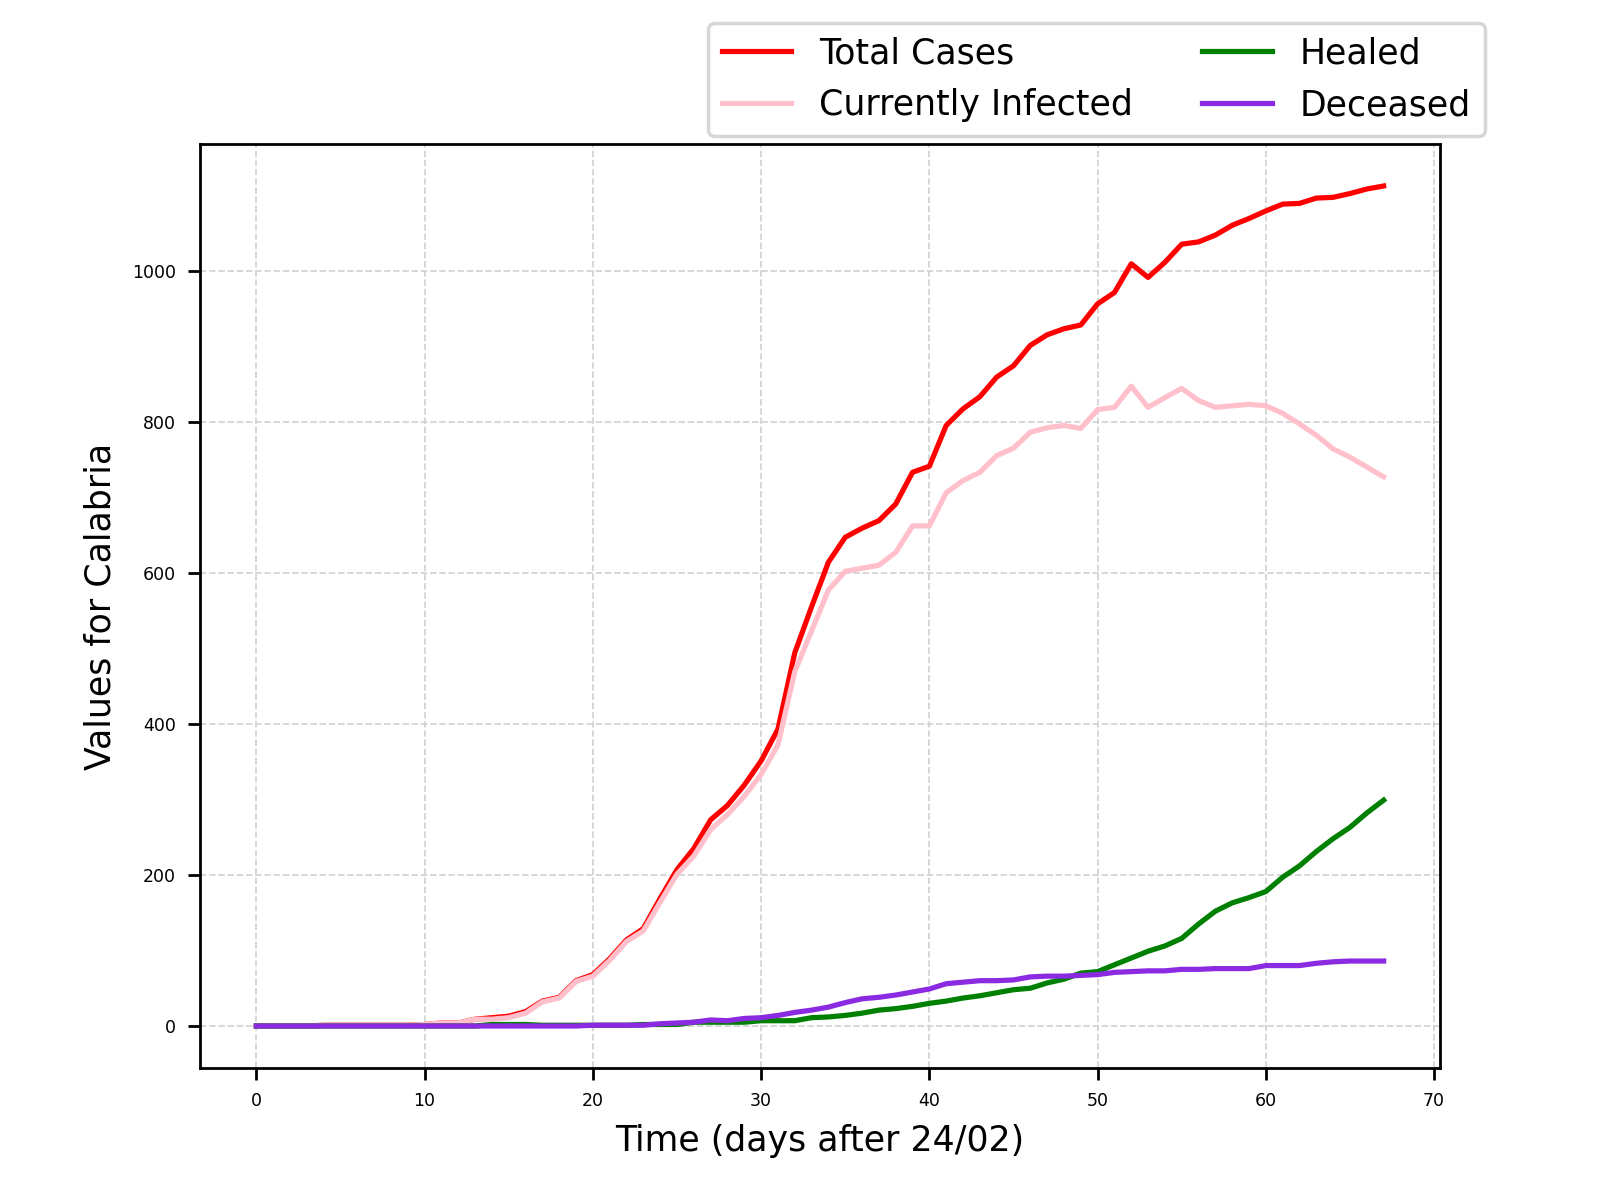 Total Cases
Currently Infected
Healed
Deceased
Values for Calabria
1000
800
600
400
200
0
0 10 20 30 40 50 60 70
Time (days after 24/02)